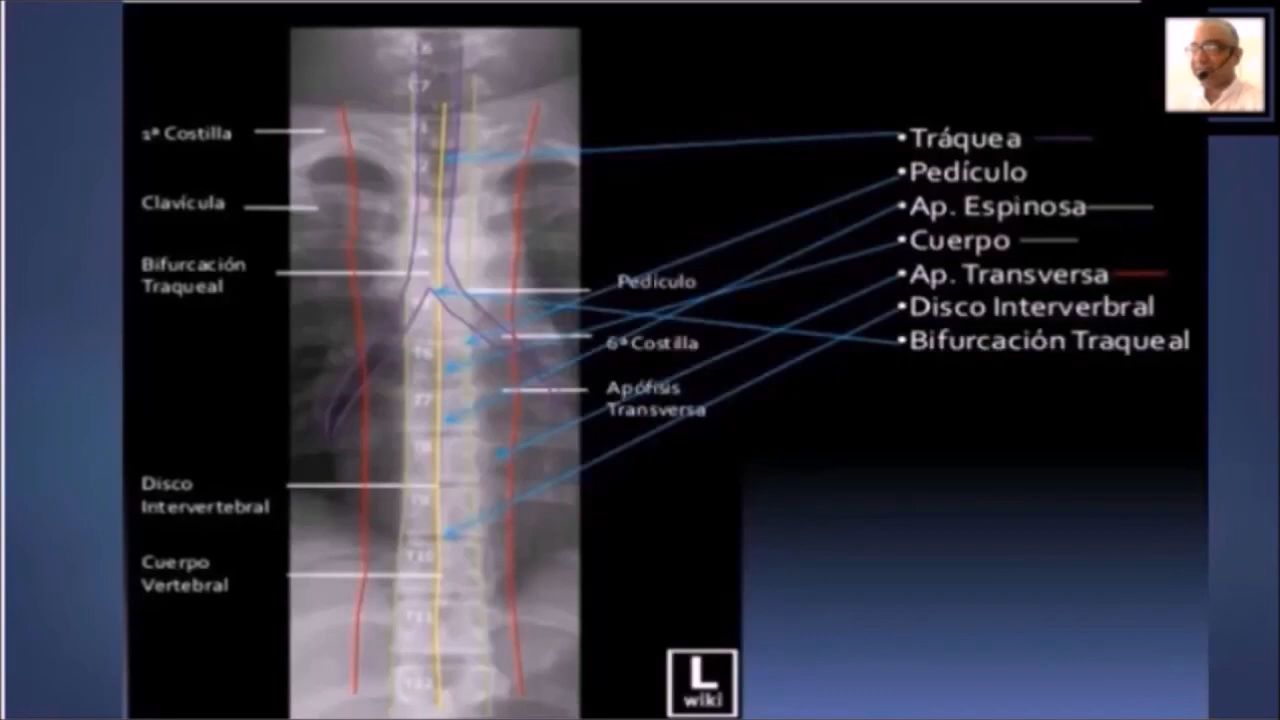 1ª Costilla
Clavícula
Bifurcación
Traqueal
Disco
Intervertebral
Cuerpo
Vertebral
C6
C7
T1
T6
T7
T8
T9
T10
T11
T12
Pediculo
6ª Costilla
Apófisis
Transversa
•Tráquea
•Pedículo
•Ap. Espinosa
•Cuerpo
•Ap. Transversa
•Disco Interverbral
•Bifurcación Traqueal
L
wiki